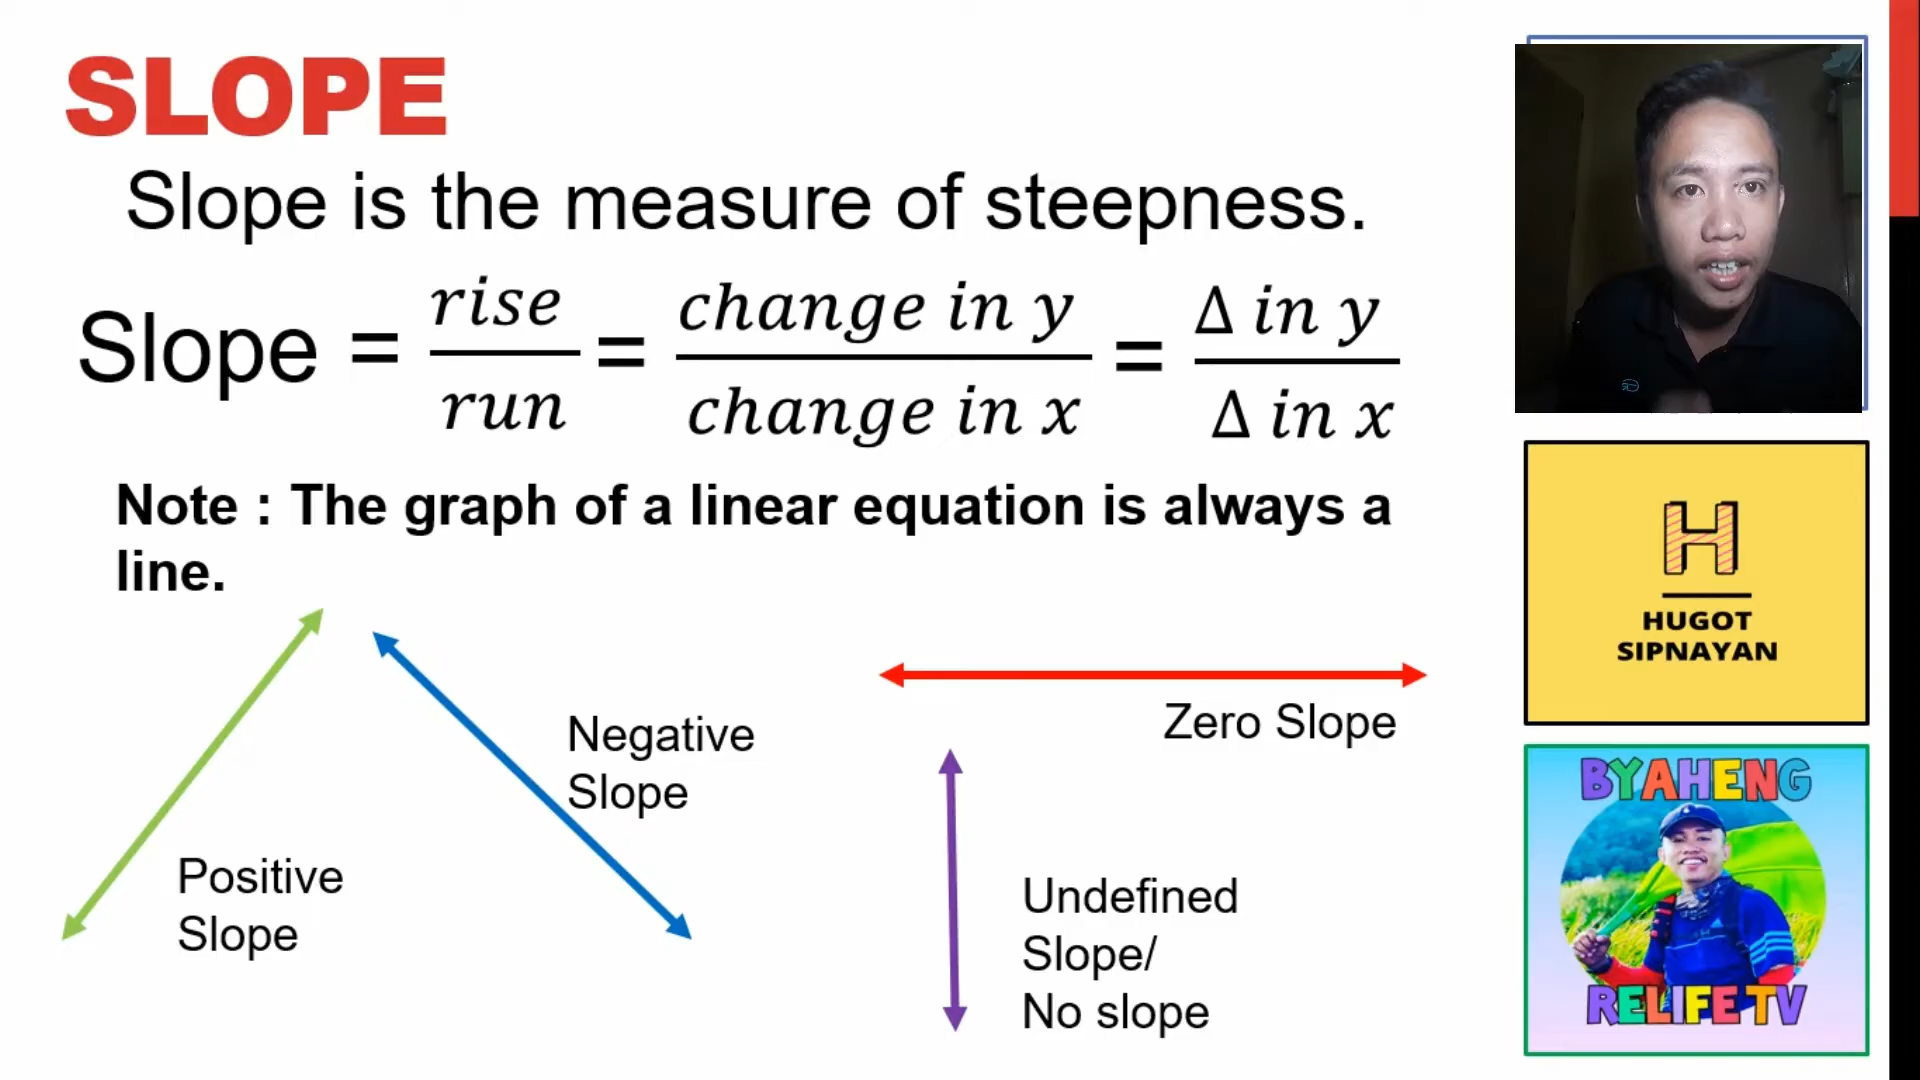 SLOPE
Slope is the measure of steepness.
Slope = rise/run = change in y/change in x = Δ in y/Δ in x
Note : The graph of a linear equation is always a
line.
Negative
Slope
Positive
Slope
Zero Slope
Undefined
Slope/
No slope
H
HUGOT
SIPNAYAN
BYAHENG
RELIFE TV